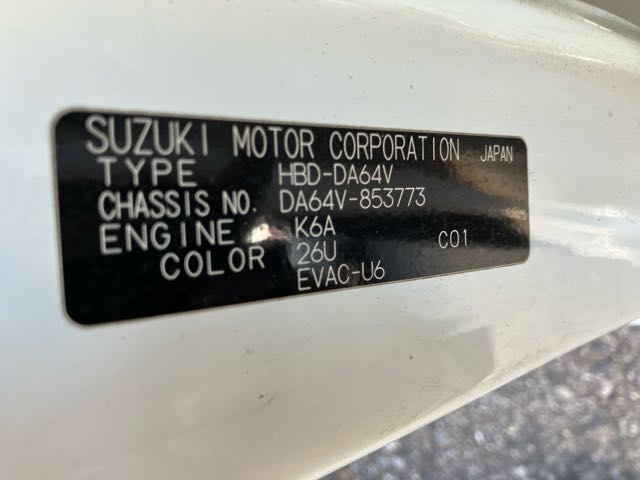 SUZUKI MOTOR CORPORATION JAPAN
TYPE HBD-DA64V
CHASSIS NO. DA64V-853773
ENGINE K6A
COLOR 26U C01
EVAC-U6